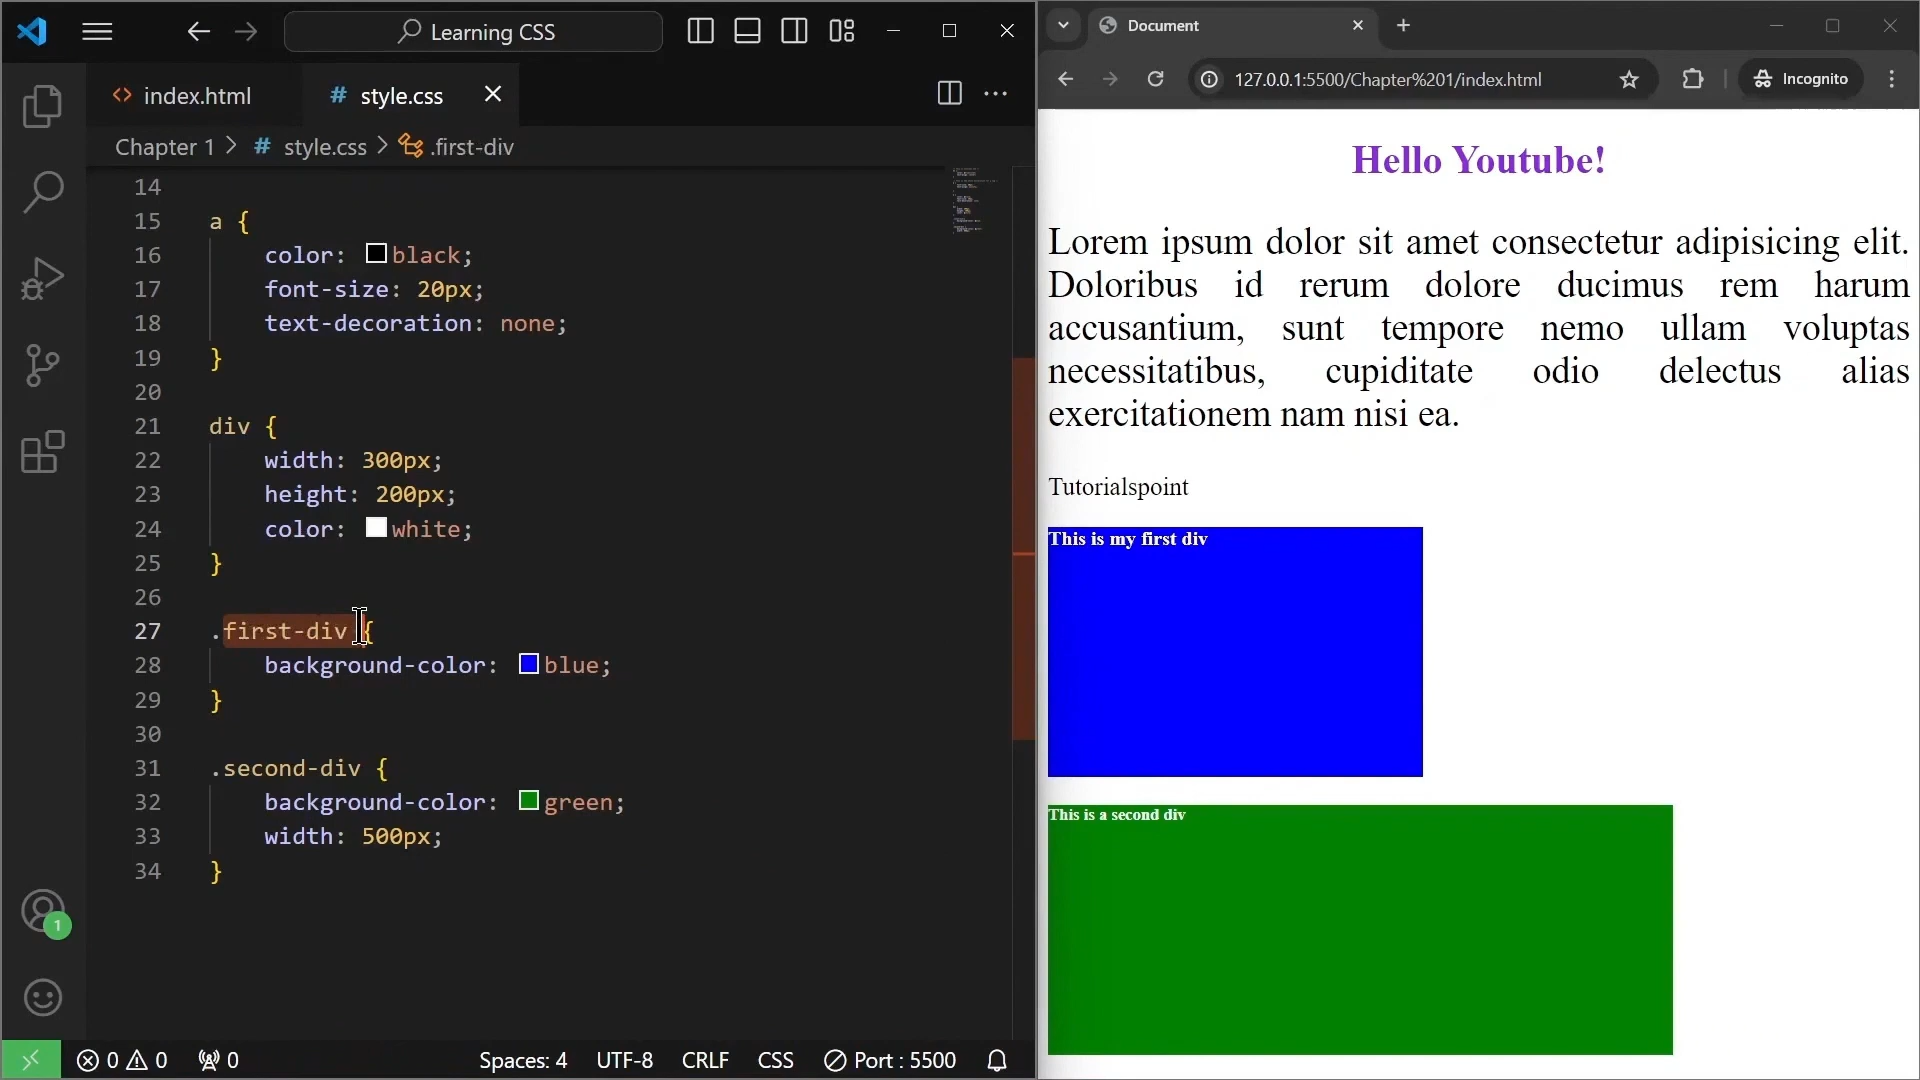 Learning CSS
index.html
# style.css
Chapter 1 > # style.css > .first-div
14
15 a {
16 color: black;
17 font-size: 20px;
18 text-decoration: none;
19 }
20
21 div {
22 width: 300px;
23 height: 200px;
24 color: white;
25 }
26
27 .first-div {
28 background-color: blue;
29 }
30
31 .second-div {
32 background-color: green;
33 width: 500px;
34 }
1
0 0 0 Spaces: 4 UTF-8 CRLF CSS Port : 5500
Document
127.0.0.1:5500/Chapter%201/index.html Incognito
Hello Youtube!
Lorem ipsum dolor sit amet consectetur adipisicing elit.
Doloribus id rerum dolore ducimus rem harum
accusantium, sunt tempore nemo ullam voluptas
necessitatibus, cupiditate odio delectus alias
exercitationem nam nisi ea.
Tutorialspoint
This is my first div
This is a second div